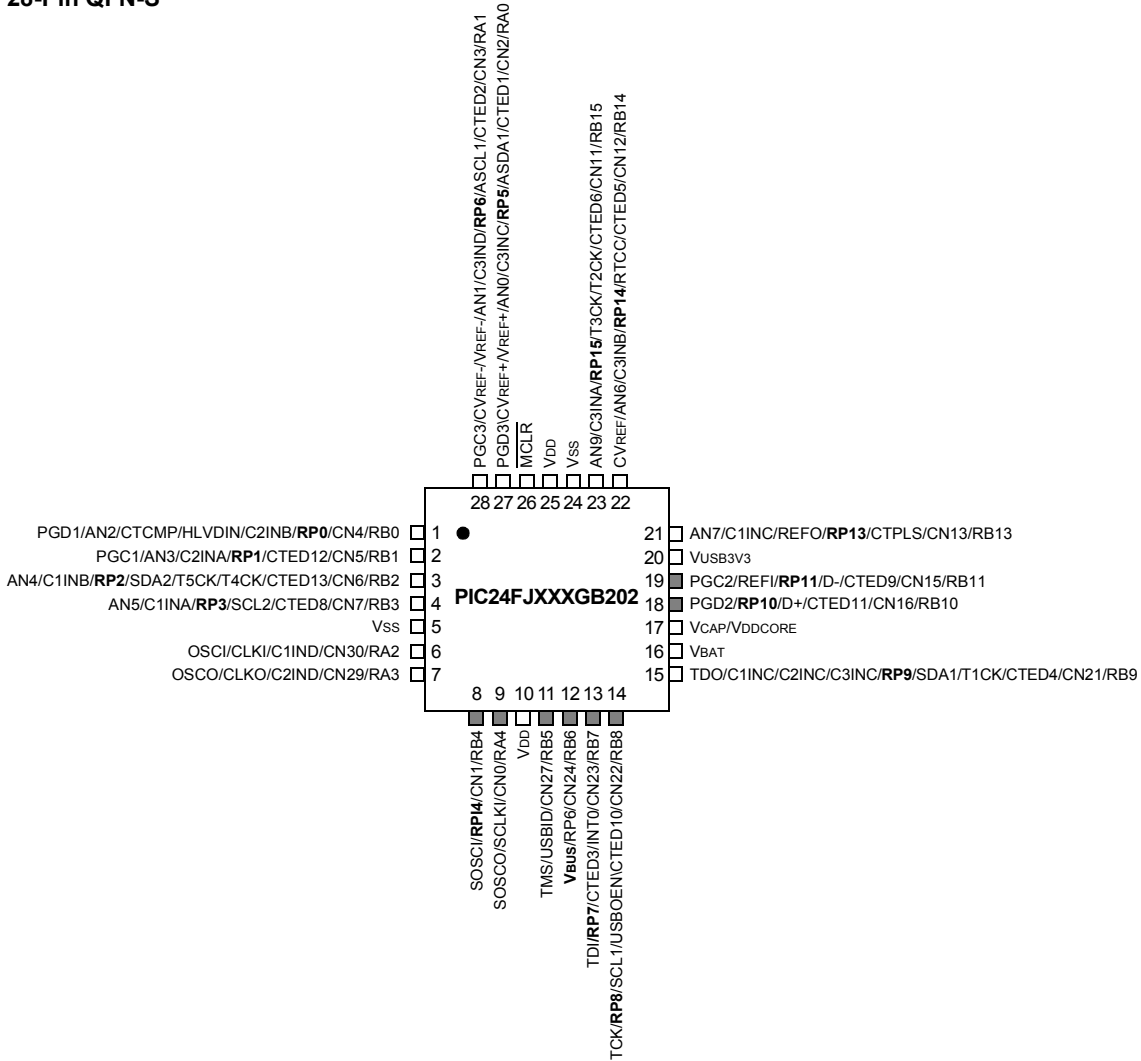 PGC3/CVREF-/VREF-/AN1/C3IND/RP6/ASCL1/CTED2/CN3/RA1
PGD3\CVREF+/VREF+/AN0/C3INC/RP5/ASDA1/CTED1/CN2/RA0
MCLR
VDD
VSS
AN9/C3INA/RP15/T3CK/T2CK/CTED6/CN11/RB15
CVREF/AN6/C3INB/RP14/RTCC/CTED5/CN12/RB14
28 27 26 25 24 23 22
PGD1/AN2/CTCMP/HLVDIN/C2INB/RP0/CN4/RB0 1
PGC1/AN3/C2INA/RP1/CTED12/CN5/RB1 2
AN4/C1INB/RP2/SDA2/T5CK/T4CK/CTED13/CN6/RB2 3
AN5/C1INA/RP3/SCL2/CTED8/CN7/RB3 4
VSS 5
OSCI/CLKI/C1IND/CN30/RA2 6
OSCO/CLKO/C2IND/CN29/RA3 7
PIC24FJXXXGB202
21 AN7/C1INC/REFO/RP13/CTPLS/CN13/RB13
20 VUSB3V3
19 PGC2/REFI/RP11/D-/CTED9/CN15/RB11
18 PGD2/RP10/D+/CTED11/CN16/RB10
17 VCAP/VDDCORE
16 VBAT
15 TDO/C1INC/C2INC/C3INC/RP9/SDA1/T1CK/CTED4/CN21/RB9
8 9 10 11 12 13 14
SOSCI/RPI4/CN1/RB4
SOSCO/SCLKI/CN0/RA4
VDD
TMS/USBID/CN27/RB5
VBUS/RP6/CN24/RB6
TDI/RP7/CTED3/INT0/CN23/RB7
TCK/RP8/SCL1/USBOEN\CTED10/CN22/RB8